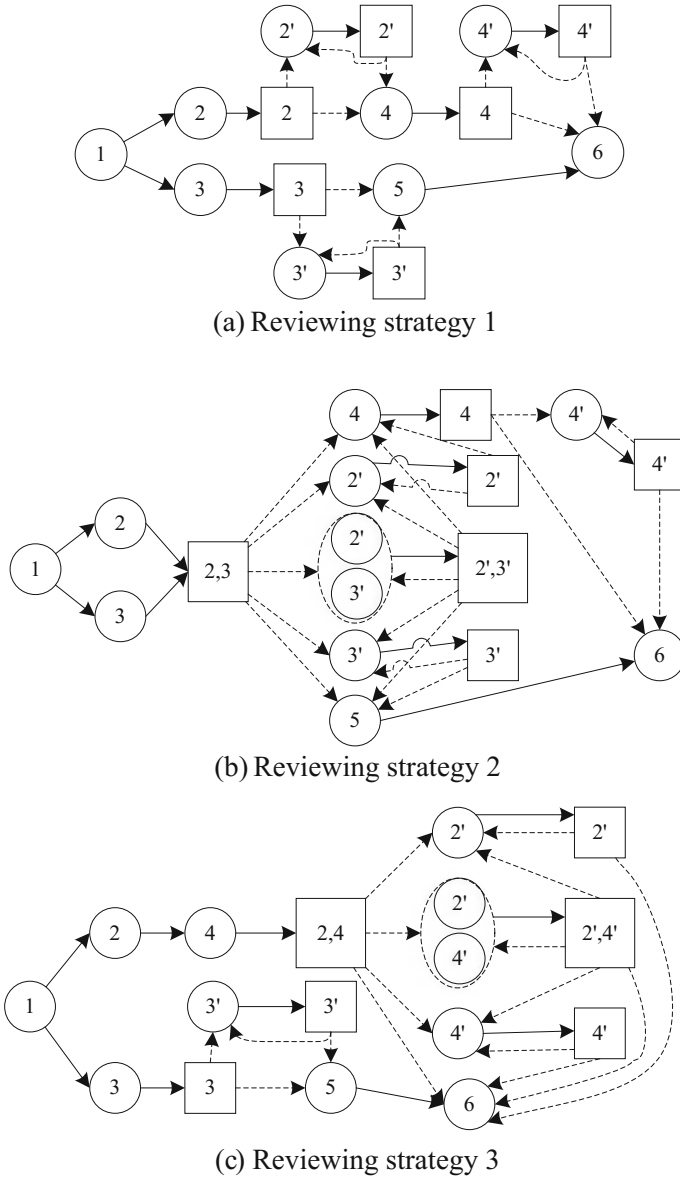 2' 2' 4' 4'
2 2 4 4
1 6
3 3 5
3' 3'
(a) Reviewing strategy 1
4 4 4'
2' 2' 4'
2'
2
1 2,3 2',3'
3'
3
3' 3' 6
5
(b) Reviewing strategy 2
2' 2'
2'
2 4 2,4 2',4'
4'
1 3' 3'
4' 4'
3 3 5 6
(c) Reviewing strategy 3